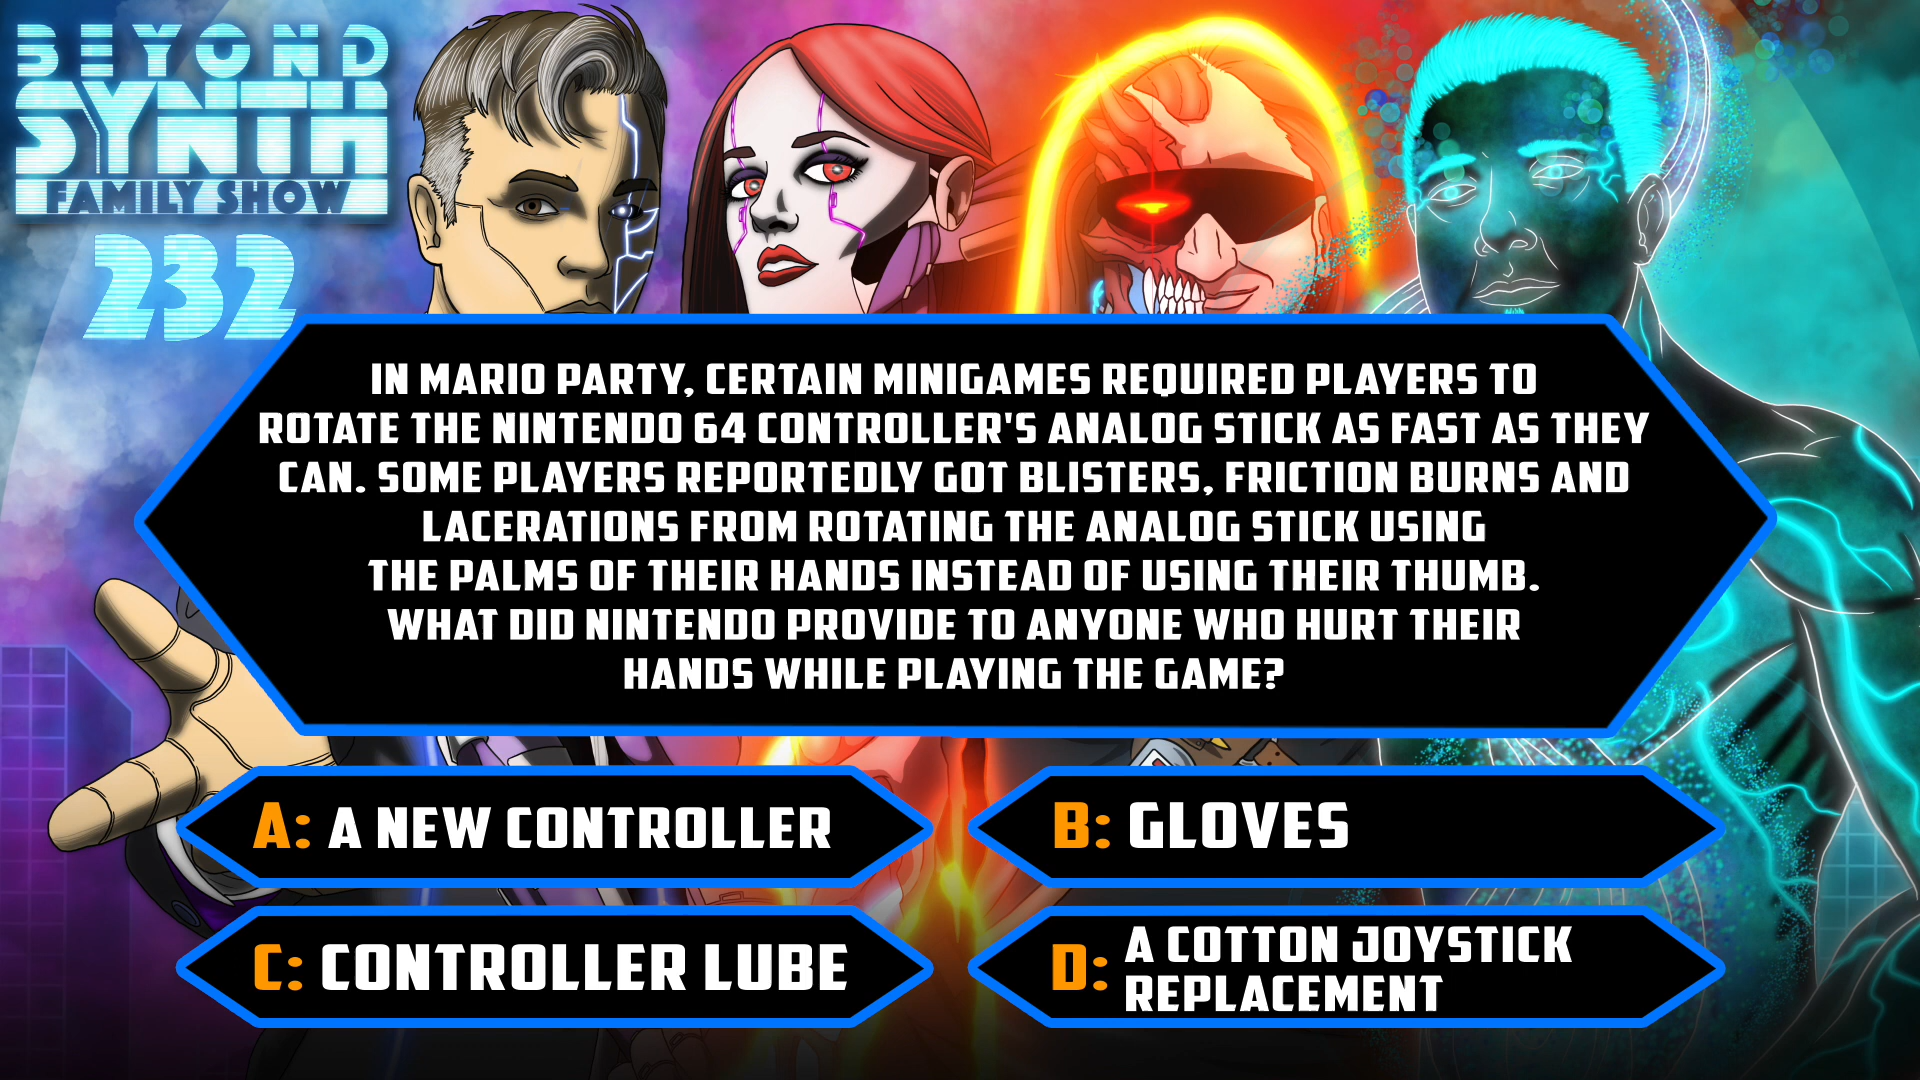 BEYOND
SYNTH
FAMILY SHOW
232
IN MARIO PARTY, CERTAIN MINIGAMES REQUIRED PLAYERS TO
ROTATE THE NINTENDO 64 CONTROLLER'S ANALOG STICK AS FAST AS THEY
CAN. SOME PLAYERS REPORTEDLY GOT BLISTERS, FRICTION BURNS AND
LACERATIONS FROM ROTATING THE ANALOG STICK USING
THE PALMS OF THEIR HANDS INSTEAD OF USING THEIR THUMB.
WHAT DID NINTENDO PROVIDE TO ANYONE WHO HURT THEIR
HANDS WHILE PLAYING THE GAME?
A: A NEW CONTROLLER
B: GLOVES
C: CONTROLLER LUBE
D: A COTTON JOYSTICK
REPLACEMENT